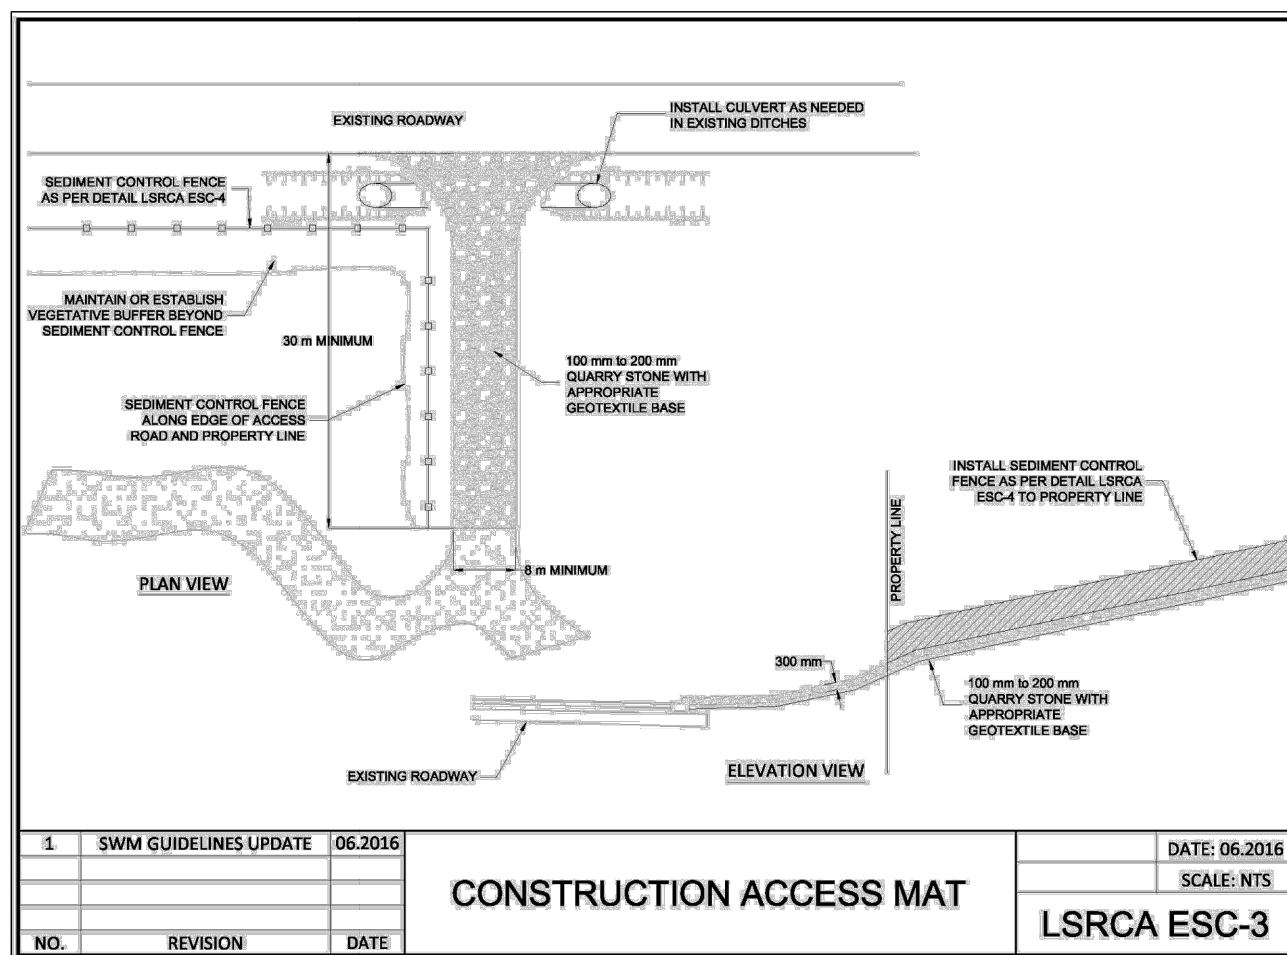 EXISTING ROADWAY
INSTALL CULVERT AS NEEDED
IN EXISTING DITCHES
SEDIMENT CONTROL FENCE
AS PER DETAIL LSRCA ESC-4
MAINTAIN OR ESTABLISH
VEGETATIVE BUFFER BEYOND
SEDIMENT CONTROL FENCE
30 m MINIMUM
100 mm to 200 mm
QUARRY STONE WITH
APPROPRIATE
GEOTEXTILE BASE
SEDIMENT CONTROL FENCE
ALONG EDGE OF ACCESS
ROAD AND PROPERTY LINE
INSTALL SEDIMENT CONTROL
FENCE AS PER DETAIL LSRCA
ESC-4 TO PROPERTY LINE
PROPERTY LINE
PLAN VIEW
8 m MINIMUM
300 mm
100 mm to 200 mm
QUARRY STONE WITH
APPROPRIATE
GEOTEXTILE BASE
EXISTING ROADWAY
ELEVATION VIEW
1 SWM GUIDELINES UPDATE 06.2016
NO. REVISION DATE
CONSTRUCTION ACCESS MAT
DATE: 06.2016
SCALE: NTS
LSRCA ESC-3